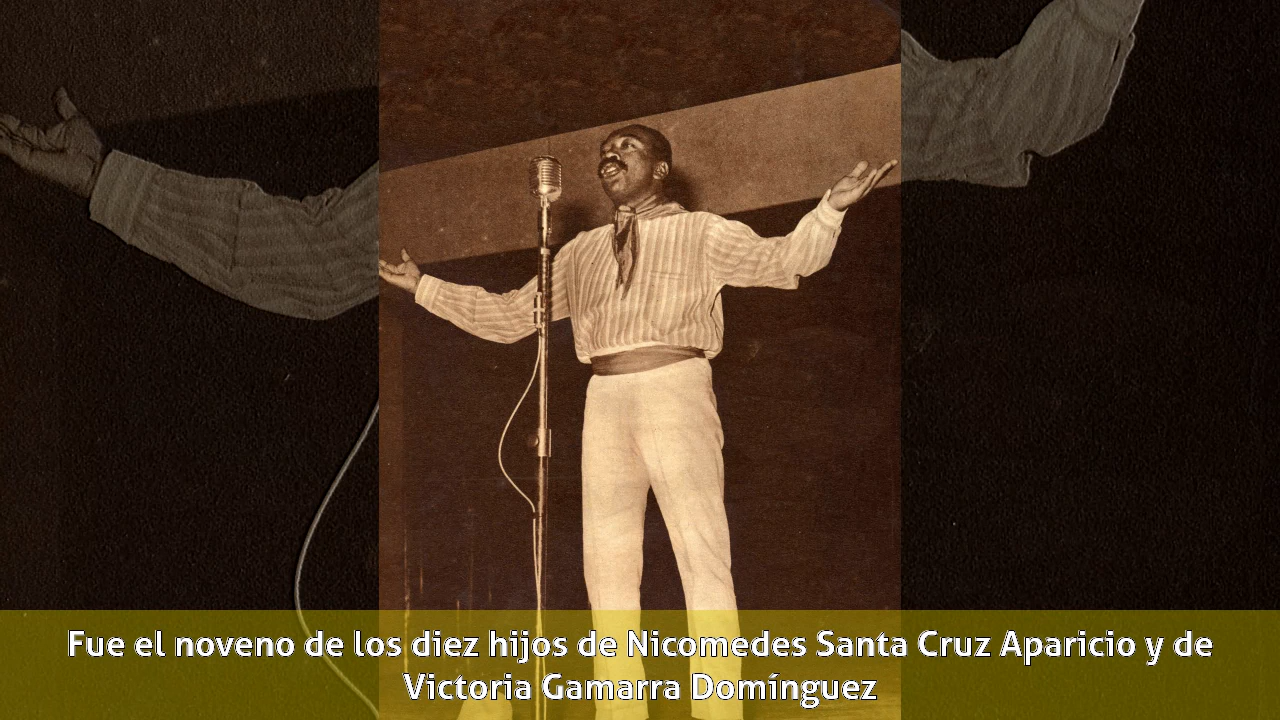 Fue el noveno de los diez hijos de Nicomedes Santa Cruz Aparicio y de
Victoria Gamarra Domínguez